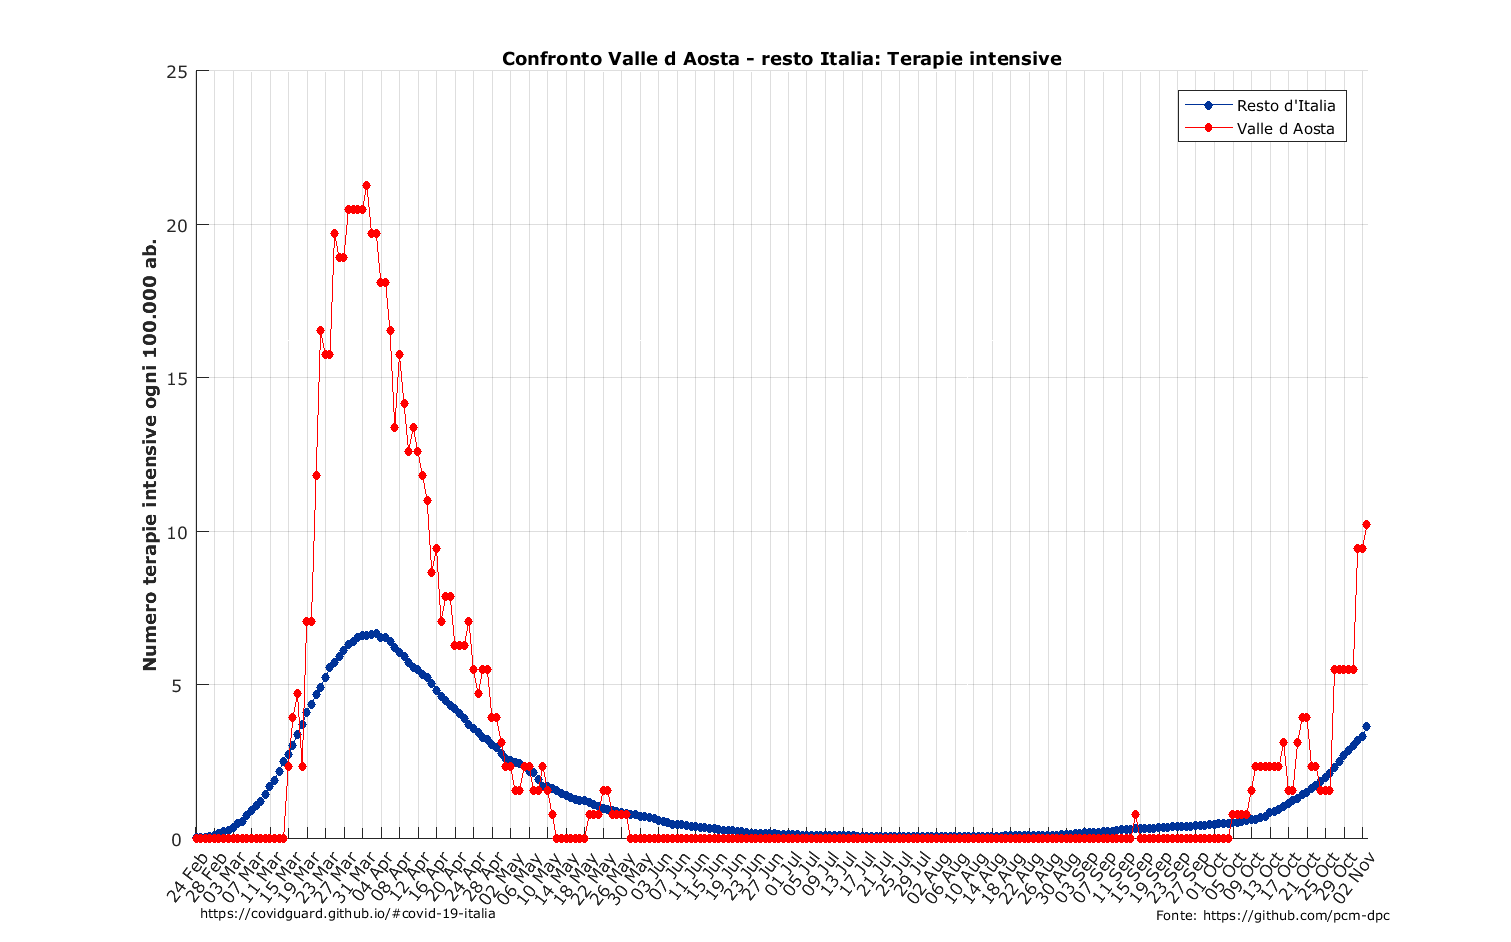 Confronto Valle d Aosta - resto Italia: Terapie intensive
Resto d'Italia
Valle d Aosta
Numero terapie intensive ogni 100.000 ab.
25
20
15
10
5
0
24 Feb
28 Feb
03 Mar
07 Mar
11 Mar
15 Mar
19 Mar
23 Mar
27 Mar
31 Mar
04 Apr
08 Apr
12 Apr
16 Apr
20 Apr
24 Apr
28 Apr
02 May
06 May
10 May
14 May
18 May
22 May
26 May
30 May
03 Jun
07 Jun
11 Jun
15 Jun
19 Jun
23 Jun
27 Jun
01 Jul
05 Jul
09 Jul
13 Jul
17 Jul
21 Jul
25 Jul
29 Jul
02 Aug
06 Aug
10 Aug
14 Aug
18 Aug
22 Aug
26 Aug
30 Aug
03 Sep
07 Sep
11 Sep
15 Sep
19 Sep
23 Sep
27 Sep
01 Oct
05 Oct
09 Oct
13 Oct
17 Oct
21 Oct
25 Oct
29 Oct
02 Nov
https://covidguard.github.io/#covid-19-italia
Fonte: https://github.com/pcm-dpc